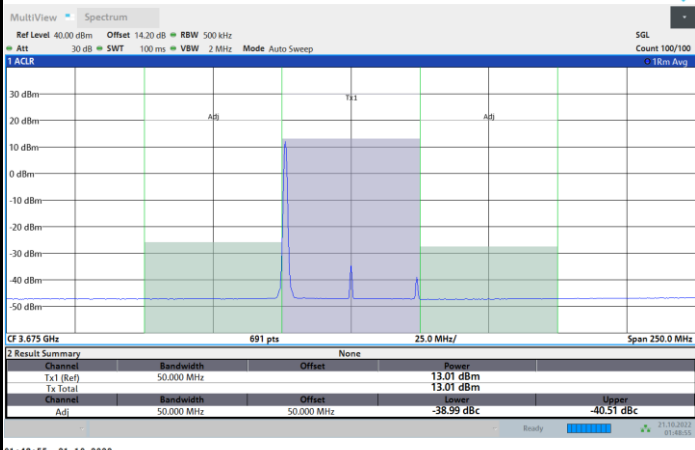 MultiView Spectrum
Ref Level 40.00 dBm Offset 14.20 dB RBW 500 kHz SGL
Att 30 dB SWT 100 ms VBW 2 MHz Mode Auto Sweep Count 100/100
1 ACLR 1Rm Avg
30 dBm
Tx1
20 dBm Adj Adj
10 dBm
0 dBm
-10 dBm
-20 dBm
-30 dBm
-40 dBm
-50 dBm
CF 3.675 GHz 691 pts 25.0 MHz/ Span 250.0 MHz
2 Result Summary None
Channel Bandwidth Offset Power
Tx1 (Ref) 50.000 MHz 13.01 dBm
Tx Total 13.01 dBm
Channel Bandwidth Offset Lower Upper
Adj 50.000 MHz 50.000 MHz -38.99 dBc -40.51 dBc
Ready 21.10.2022
01:48:55